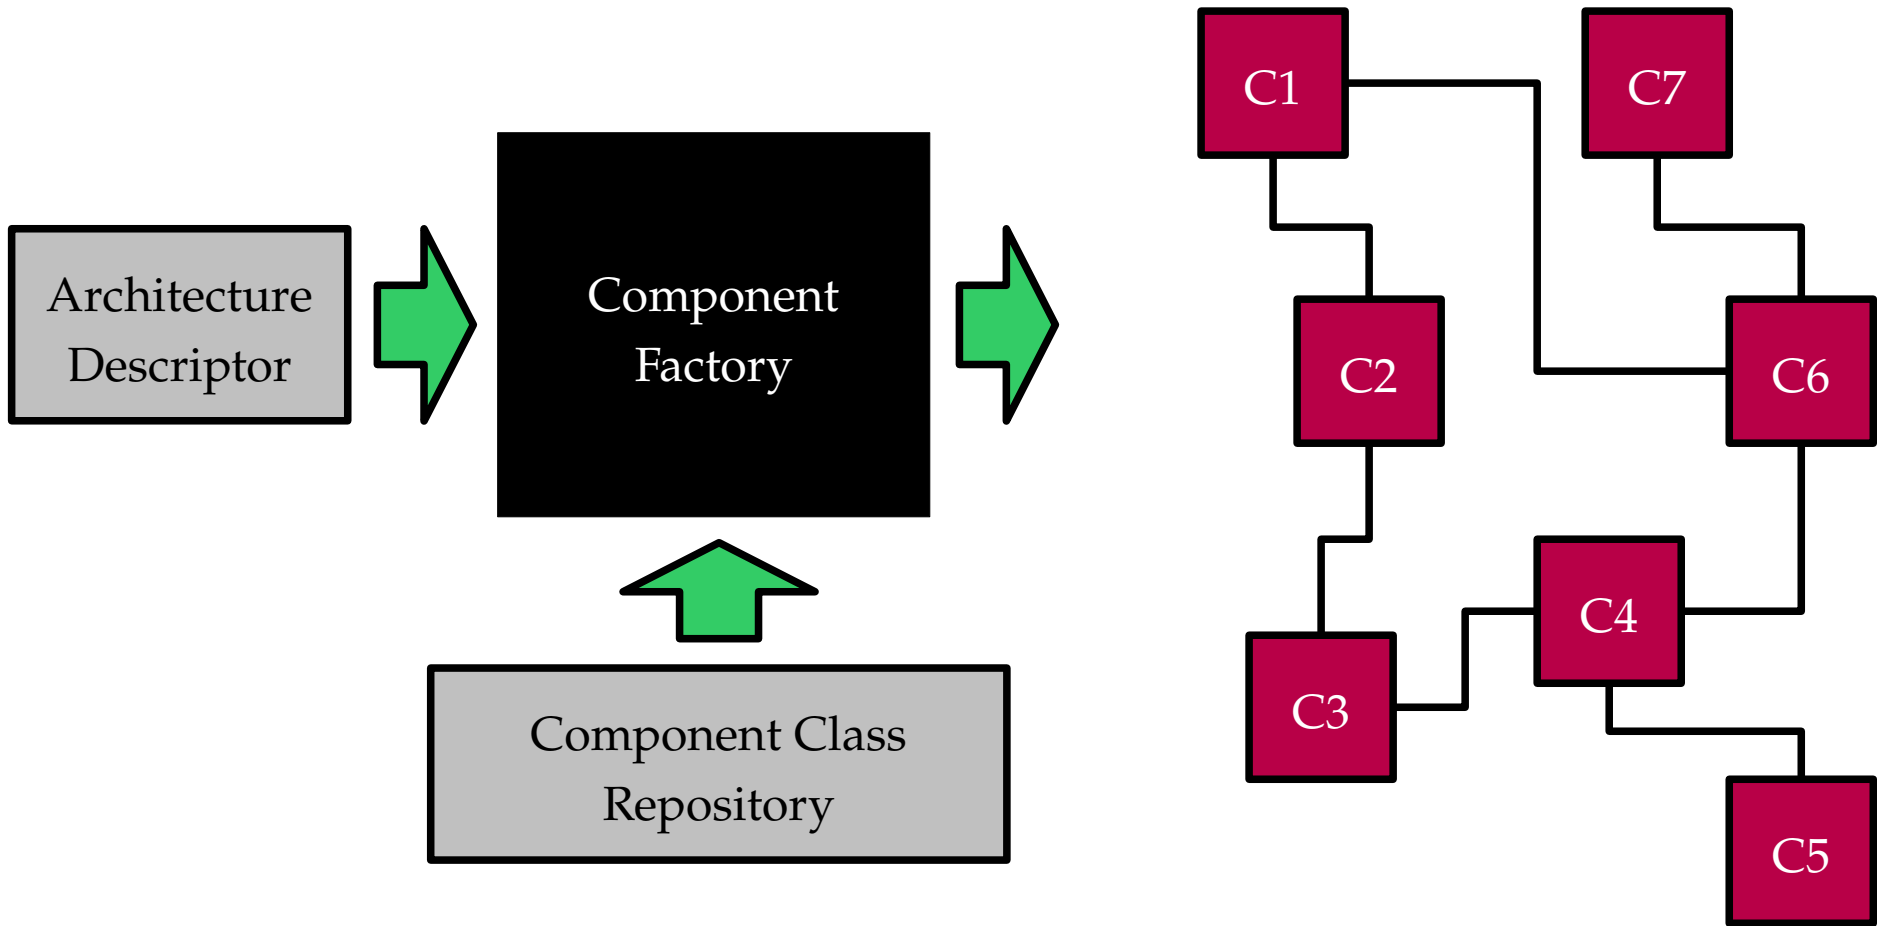 Architecture
Descriptor
Component
Factory
Component Class
Repository
C1
C7
C2
C6
C4
C3
C5